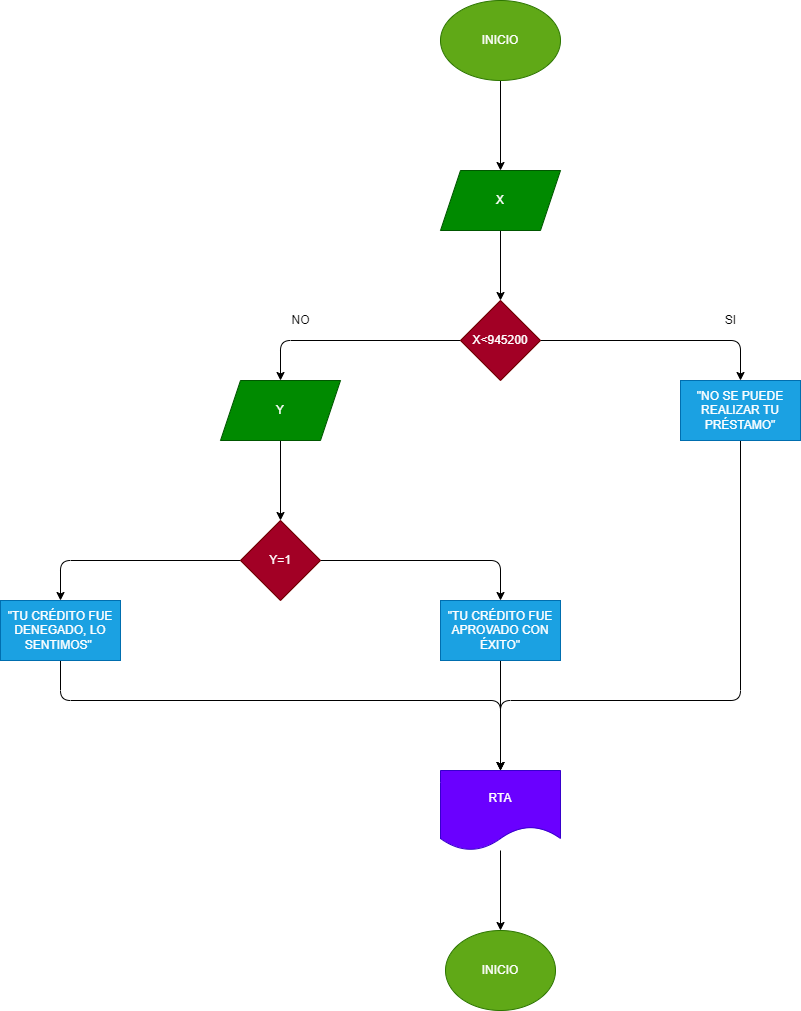 INICIO
X
X<945200
NO
SI
Y
"NO SE PUEDE
REALIZAR TU
PRÉSTAMO"
Y=1
"TU CRÉDITO FUE
DENEGADO, LO
SENTIMOS"
"TU CRÉDITO FUE
APROVADO CON
ÉXITO"
RTA
INICIO